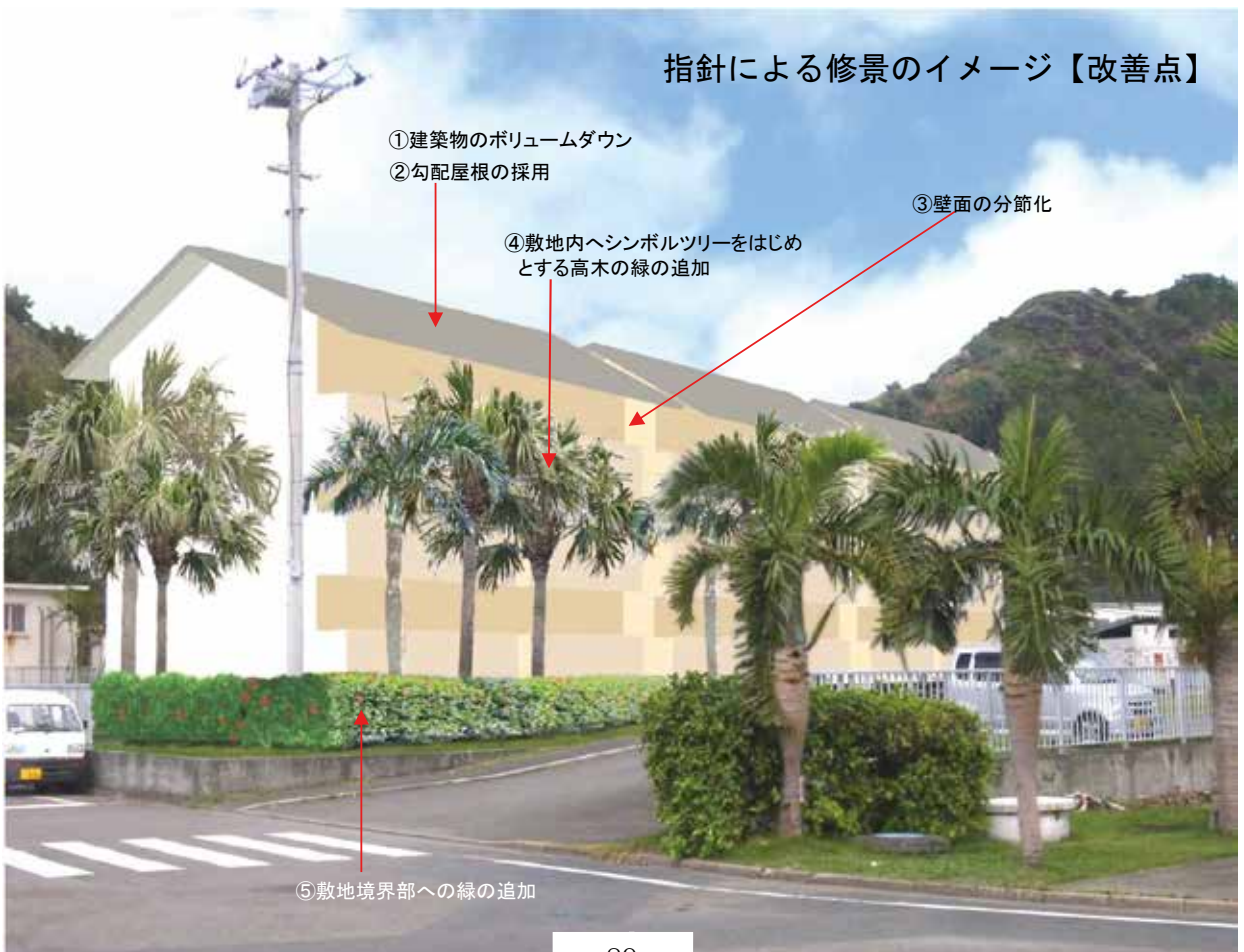 指針による修景のイメージ【改善点】
①建築物のボリュームダウン
②勾配屋根の採用
③壁面の分節化
④敷地内へシンボルツリーをはじめ
とする高木の緑の追加
⑤敷地境界部への緑の追加